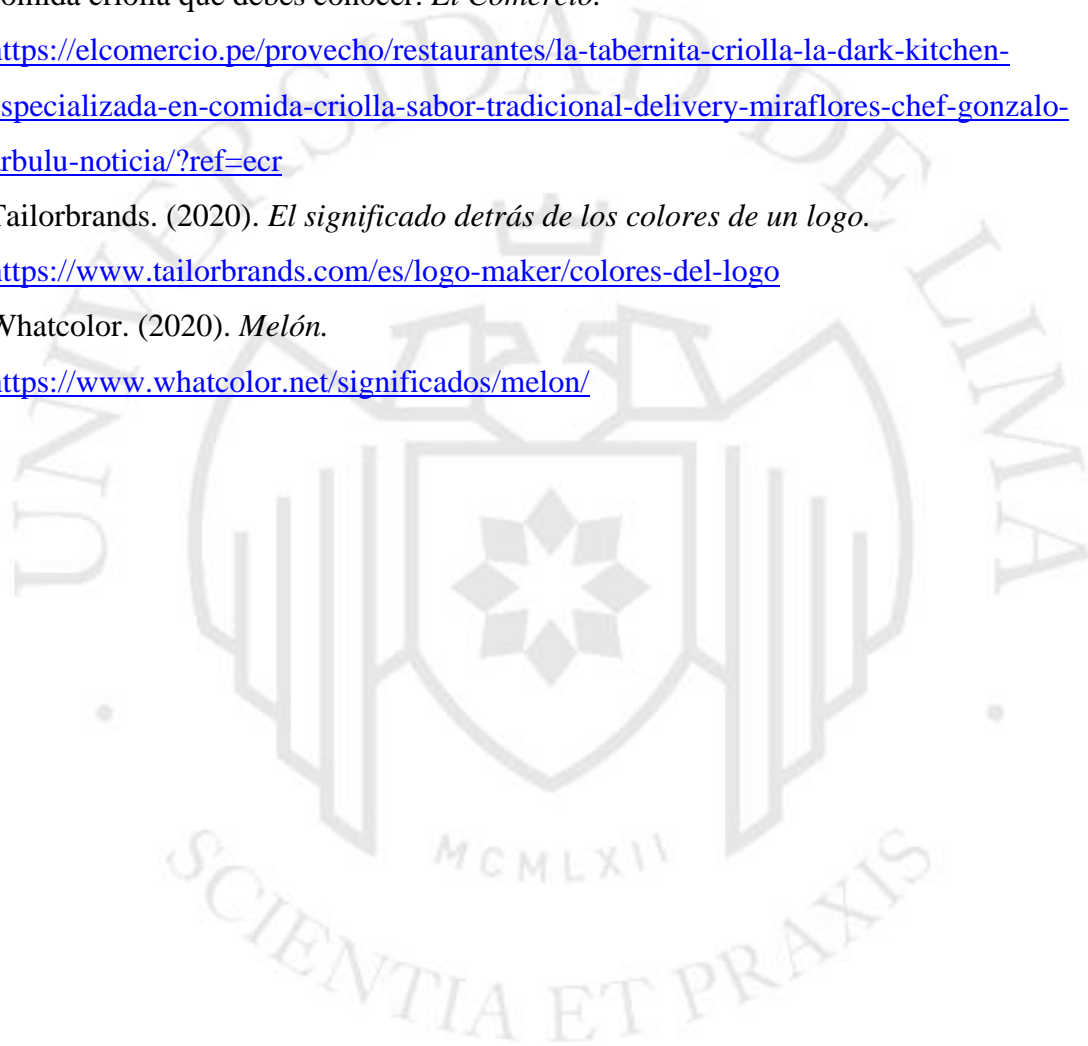 comida criolla que debes conocer. El Comercio.
https://elcomercio.pe/provecho/restaurantes/la-tabernita-criolla-la-dark-kitchen-
especializada-en-comida-criolla-sabor-tradicional-delivery-miraflores-chef-gonzalo-
arbulu-noticia/?ref=ecr
Tailorbrands. (2020). El significado detrás de los colores de un logo.
https://www.tailorbrands.com/es/logo-maker/colores-del-logo
Whatcolor. (2020). Melón.
https://www.whatcolor.net/significados/melon/
UNIVERSIDAD DE LIMA
MCMLXII
SCIENTIA ET PRAXIS